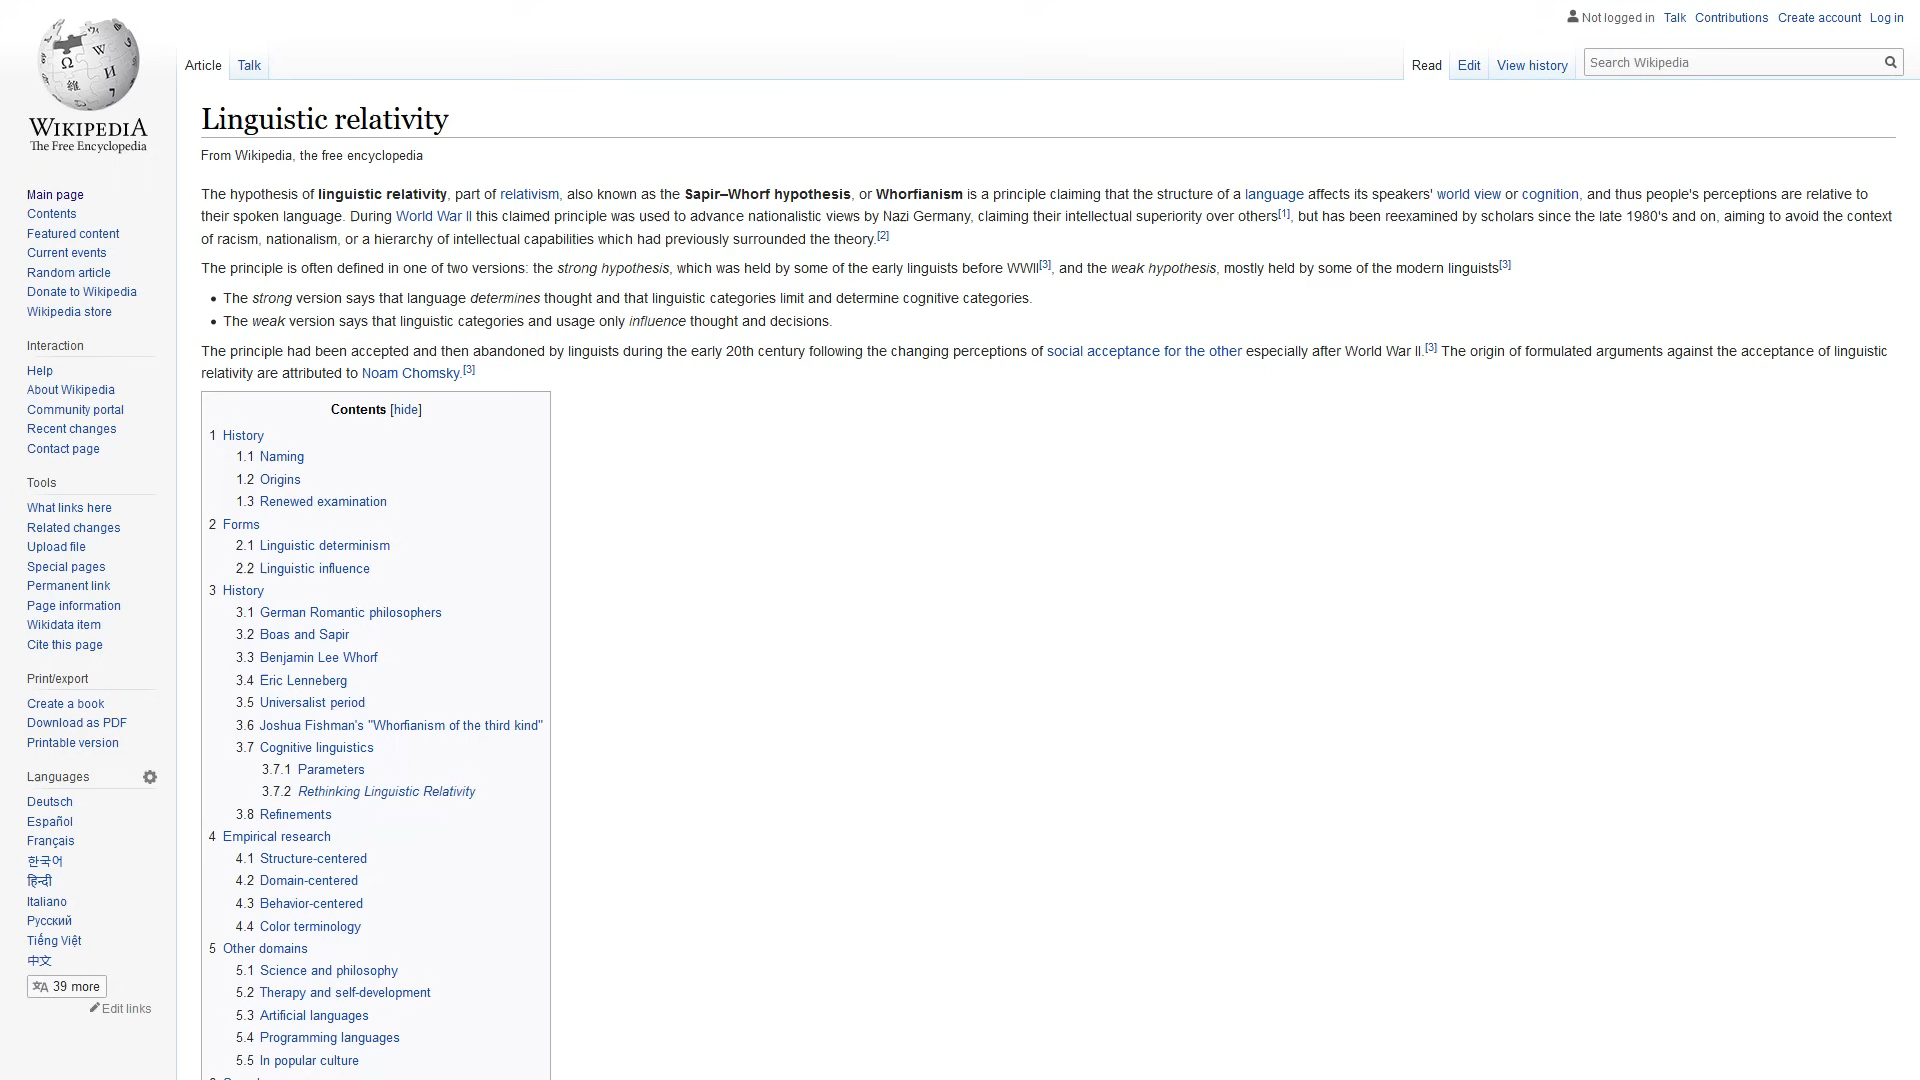 Not logged in Talk Contributions Create account Log in
Article Talk
Read Edit View history Search Wikipedia
WIKIPEDIA
The Free Encyclopedia
Main page
Contents
Featured content
Current events
Random article
Donate to Wikipedia
Wikipedia store
Interaction
Help
About Wikipedia
Community portal
Recent changes
Contact page
Tools
What links here
Related changes
Upload file
Special pages
Permanent link
Page information
Wikidata item
Cite this page
Print/export
Create a book
Download as PDF
Printable version
Languages
Deutsch
Español
Français
한국어
हिन्दी
Italiano
Русский
Tiếng Việt
中文
39 more
Edit links
Linguistic relativity
From Wikipedia, the free encyclopedia
The hypothesis of linguistic relativity, part of relativism, also known as the Sapir–Whorf hypothesis, or Whorfianism is a principle claiming that the structure of a language affects its speakers' world view or cognition, and thus people's perceptions are relative to
their spoken language. During World War II this claimed principle was used to advance nationalistic views by Nazi Germany, claiming their intellectual superiority over others[1], but has been reexamined by scholars since the late 1980's and on, aiming to avoid the context
of racism, nationalism, or a hierarchy of intellectual capabilities which had previously surrounded the theory.[2]
The principle is often defined in one of two versions: the strong hypothesis, which was held by some of the early linguists before WWII[3], and the weak hypothesis, mostly held by some of the modern linguists[3]
• The strong version says that language determines thought and that linguistic categories limit and determine cognitive categories.
• The weak version says that linguistic categories and usage only influence thought and decisions.
The principle had been accepted and then abandoned by linguists during the early 20th century following the changing perceptions of social acceptance for the other especially after World War II.[3] The origin of formulated arguments against the acceptance of linguistic
relativity are attributed to Noam Chomsky.[3]
Contents [hide]
1 History
1.1 Naming
1.2 Origins
1.3 Renewed examination
2 Forms
2.1 Linguistic determinism
2.2 Linguistic influence
3 History
3.1 German Romantic philosophers
3.2 Boas and Sapir
3.3 Benjamin Lee Whorf
3.4 Eric Lenneberg
3.5 Universalist period
3.6 Joshua Fishman's "Whorfianism of the third kind"
3.7 Cognitive linguistics
3.7.1 Parameters
3.7.2 Rethinking Linguistic Relativity
3.8 Refinements
4 Empirical research
4.1 Structure-centered
4.2 Domain-centered
4.3 Behavior-centered
4.4 Color terminology
5 Other domains
5.1 Science and philosophy
5.2 Therapy and self-development
5.3 Artificial languages
5.4 Programming languages
5.5 In popular culture